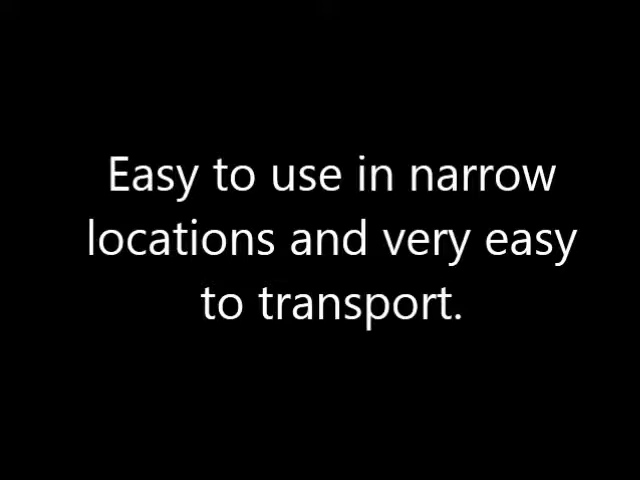 Easy to use in narrow
locations and very easy
to transport.